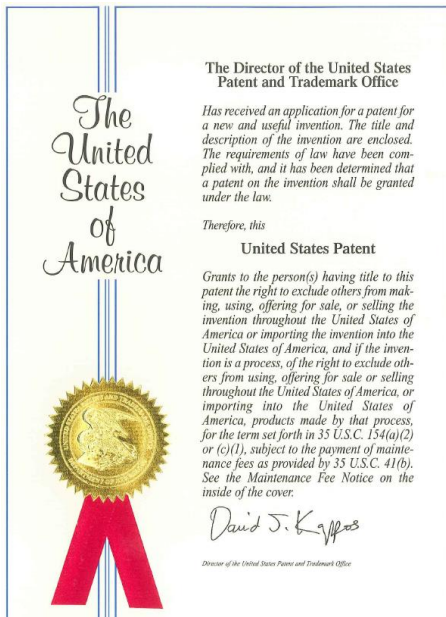 The
United
States
of
America
The Director of the United States
Patent and Trademark Office
Has received an application for a patent for
a new and useful invention. The title and
description of the invention are enclosed.
The requirements of law have been com-
plied with, and it has been determined that
a patent on the invention shall be granted
under the law.
Therefore, this
United States Patent
Grants to the person(s) having title to this
patent the right to exclude others from mak-
ing, using, offering for sale, or selling the
invention throughout the United States of
America or importing the invention into the
United States of America, and if the inven-
tion is a process, of the right to exclude oth-
ers from using, offering for sale or selling
throughout the United States of America, or
importing into the United States of
America, products made by that process,
for the term set forth in 35 U.S.C. 154(a)(2)
or (c)(1), subject to the payment of mainte-
nance fees as provided by 35 U.S.C. 41(b).
See the Maintenance Fee Notice on the
inside of the cover.
David J. Kappos
Director of the United States Patent and Trademark Office